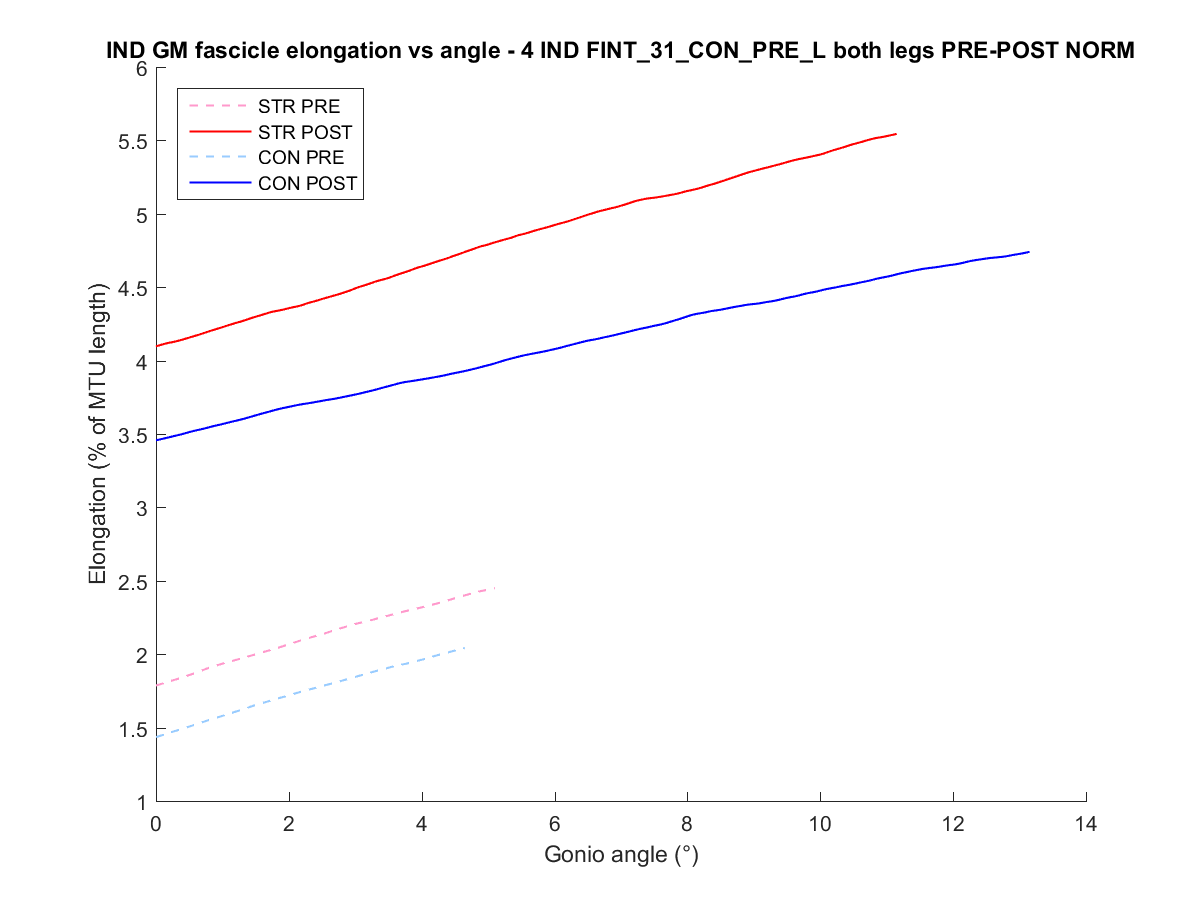 IND GM fascicle elongation vs angle - 4 IND FINT_31_CON_PRE_L both legs PRE-POST NORM
6
5.5
5
4.5
4
3.5
3
2.5
2
1.5
1
STR PRE
STR POST
CON PRE
CON POST
Elongation (% of MTU length)
0 2 4 6 8 10 12 14
Gonio angle (°)